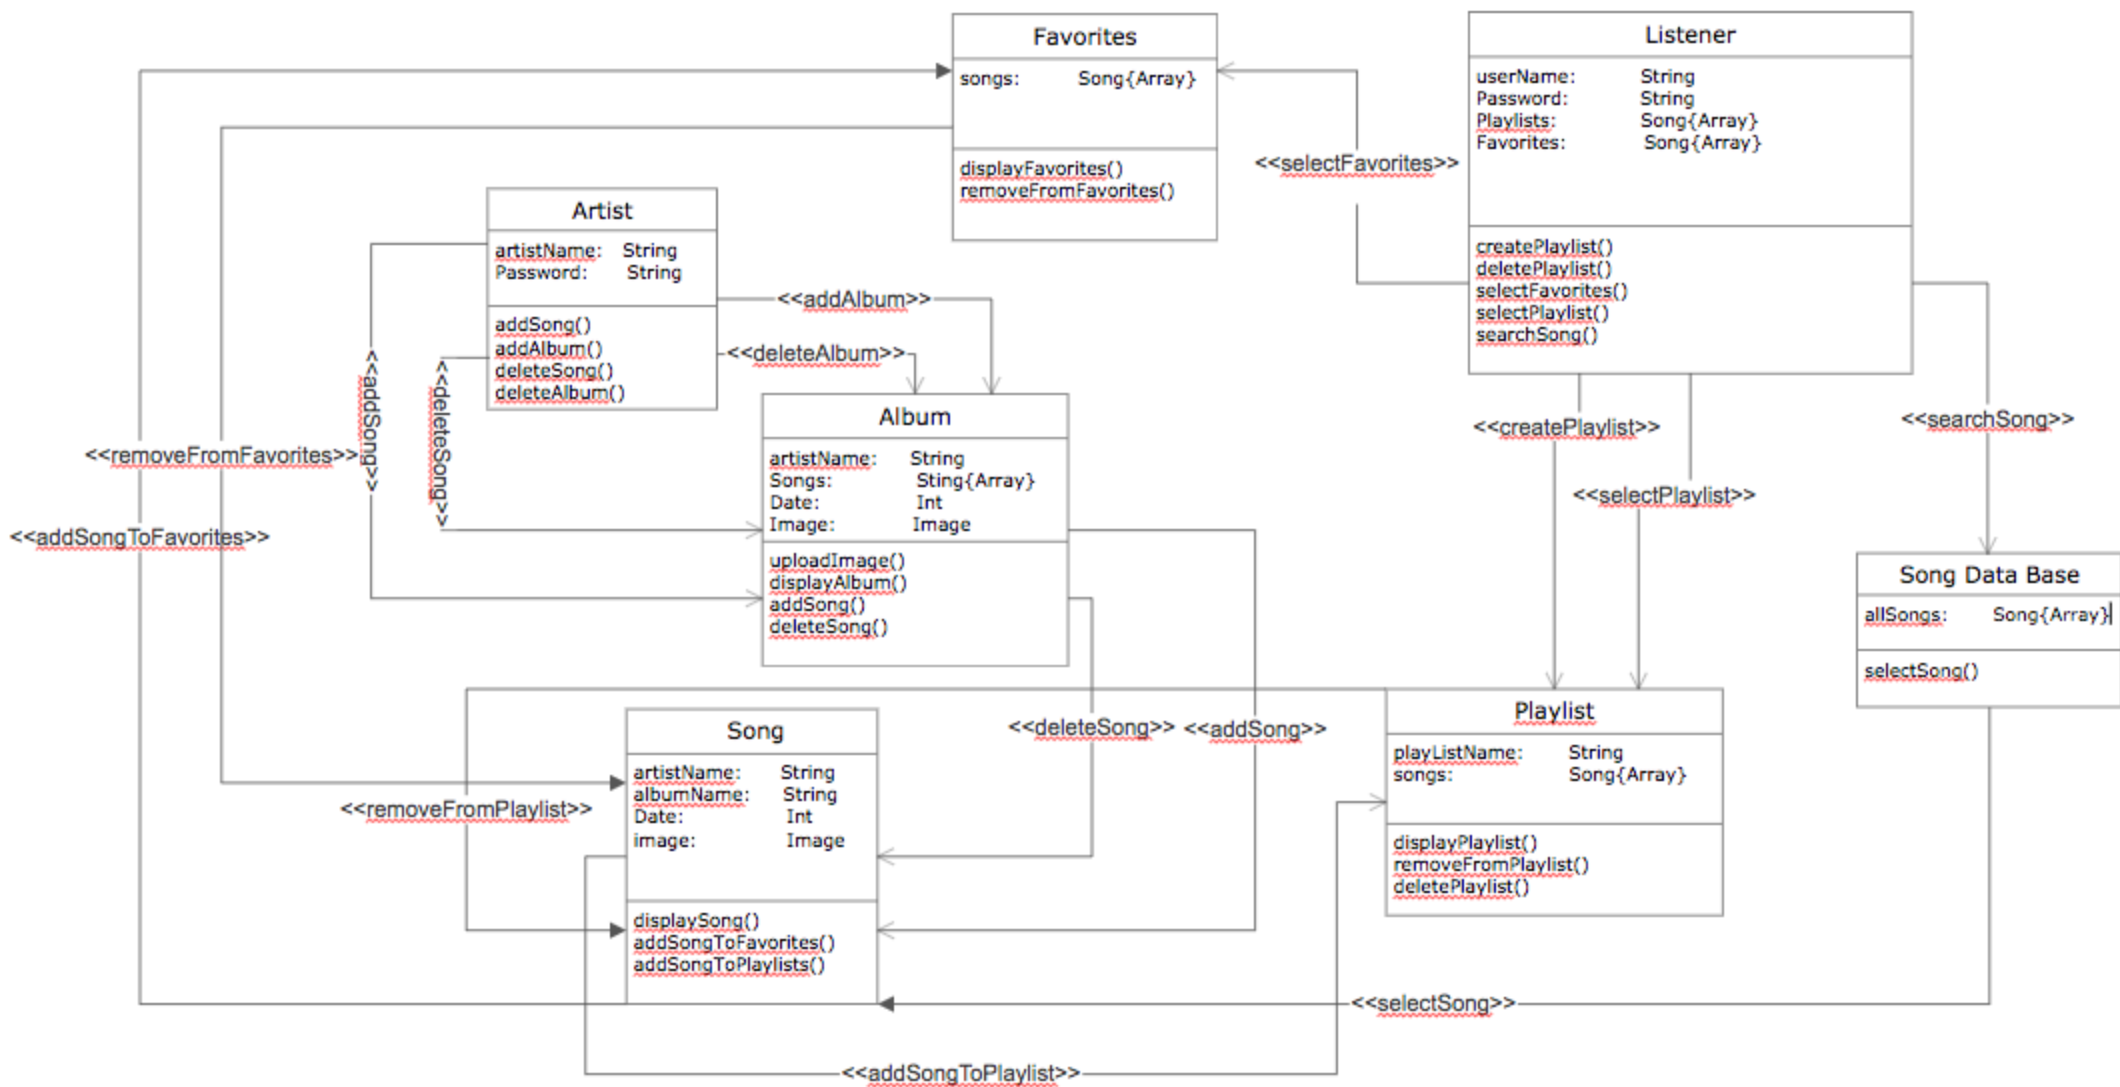 Favorites
songs: Song{Array}
displayFavorites()
removeFromFavorites()
Listener
userName: String
Password: String
Playlists: Song{Array}
Favorites: Song{Array}
createPlaylist()
deletePlaylist()
selectFavorites()
selectPlaylist()
searchSong()
<<selectFavorites>>
Artist
artistName: String
Password: String
addSong()
addAlbum()
deleteSong()
deleteAlbum()
<<addAlbum>>
<<deleteAlbum>>
<<addSong>>
<<deleteSong>>
<<removeFromFavorites>>
<<addSongToFavorites>>
Album
artistName: String
Songs: Sting{Array}
Date: Int
Image: Image
uploadImage()
displayAlbum()
addSong()
deleteSong()
<<createPlaylist>>
<<selectPlaylist>>
<<searchSong>>
Song Data Base
allSongs: Song{Array}
selectSong()
<<deleteSong>>
<<addSong>>
Song
artistName: String
albumName: String
Date: Int
image: Image
displaySong()
addSongToFavorites()
addSongToPlaylists()
<<removeFromPlaylist>>
Playlist
playListName: String
songs: Song{Array}
displayPlaylist()
removeFromPlaylist()
deletePlaylist()
<<selectSong>>
<<addSongToPlaylist>>